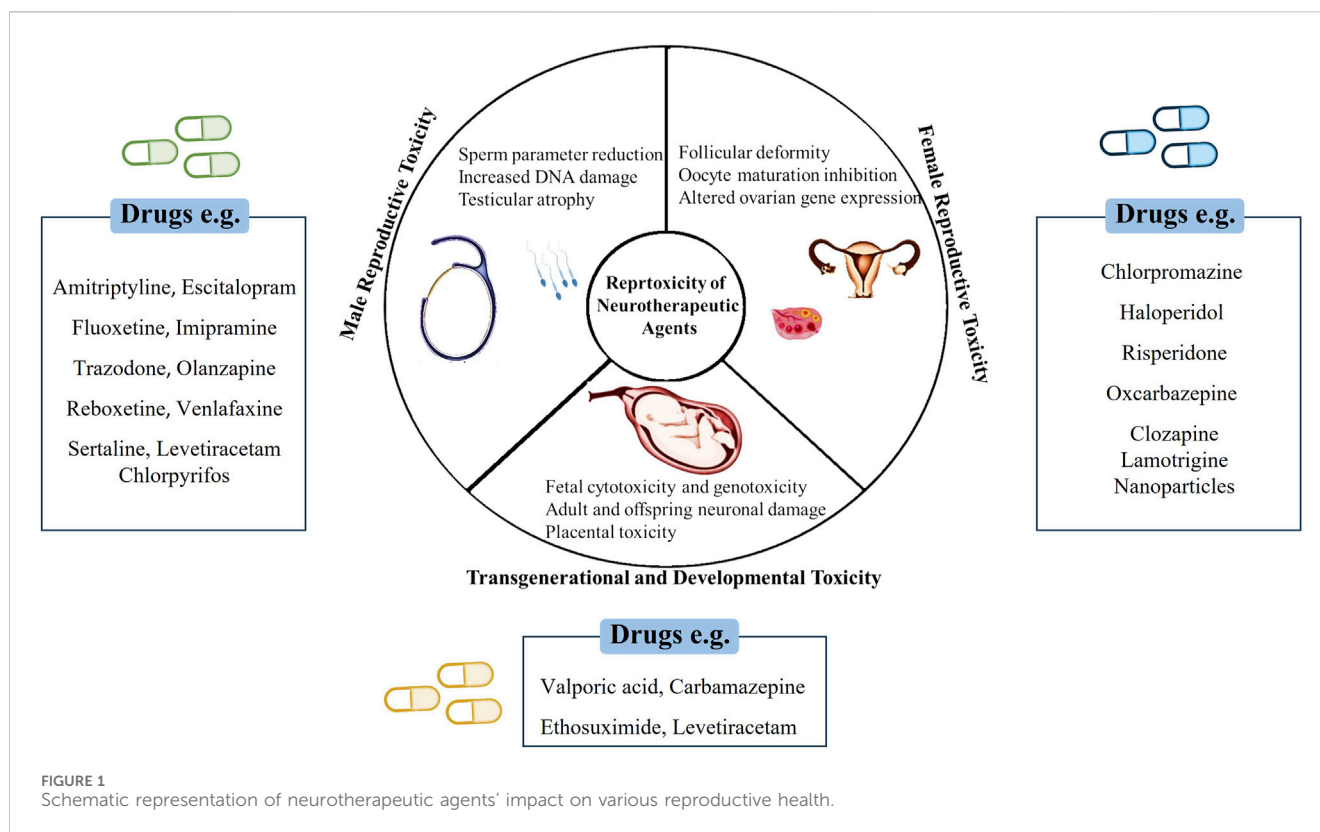 Male Reproductive Toxicity
Sperm parameter reduction
Increased DNA damage
Testicular atrophy
Female Reproductive Toxicity
Follicular deformity
Oocyte maturation inhibition
Altered ovarian gene expression
Reprtoxicity of
Neurotherapeutic
Agents
Fetal cytotoxicity and genotoxicity
Adult and offspring neuronal damage
Placental toxicity
Transgenerational and Developmental Toxicity
Drugs e.g.
Amitriptyline, Escitalopram
Fluoxetine, Imipramine
Trazodone, Olanzapine
Reboxetine, Venlafaxine
Sertaline, Levetiracetam
Chlorpyrifos
Drugs e.g.
Chlorpromazine
Haloperidol
Risperidone
Oxcarbazepine
Clozapine
Lamotrigine
Nanoparticles
Drugs e.g.
Valporic acid, Carbamazepine
Ethosuximide, Levetiracetam
FIGURE 1
Schematic representation of neurotherapeutic agents' impact on various reproductive health.